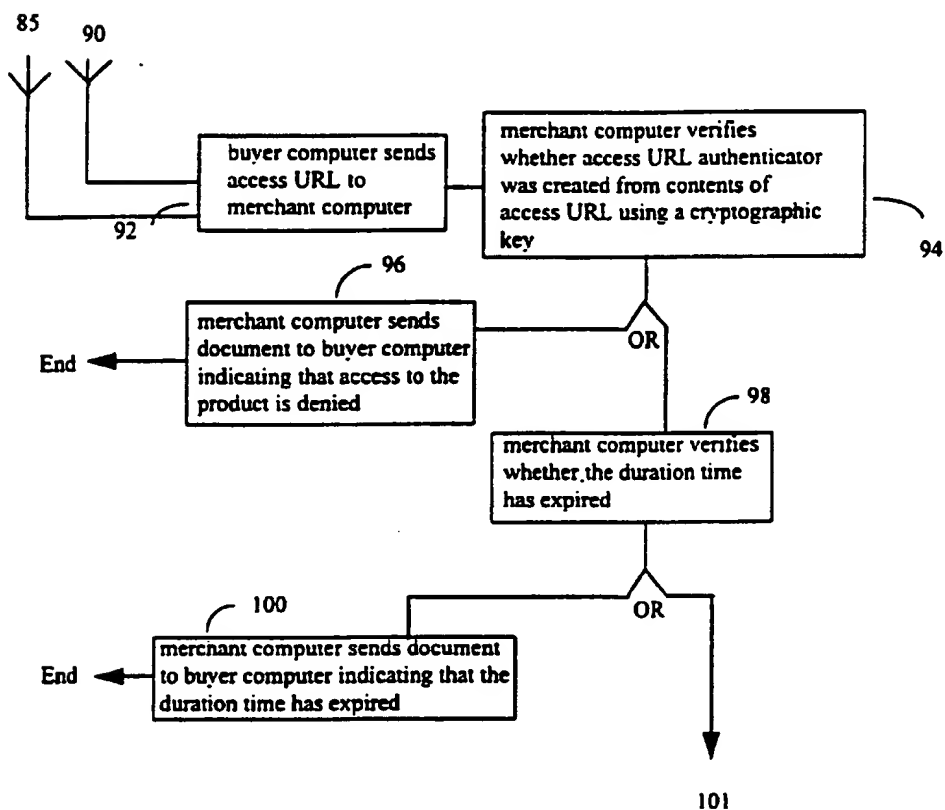 85
90
buyer computer sends
access URL to
merchant computer
92
merchant computer verifies
whether access URL authenticator
was created from contents of
access URL using a cryptographic
key
94
96
merchant computer sends
document to buyer computer
indicating that access to the
product is denied
End
OR
98
merchant computer verifies
whether the duration time
has expired
OR
100
merchant computer sends document
to buyer computer indicating that the
duration time has expired
End
101